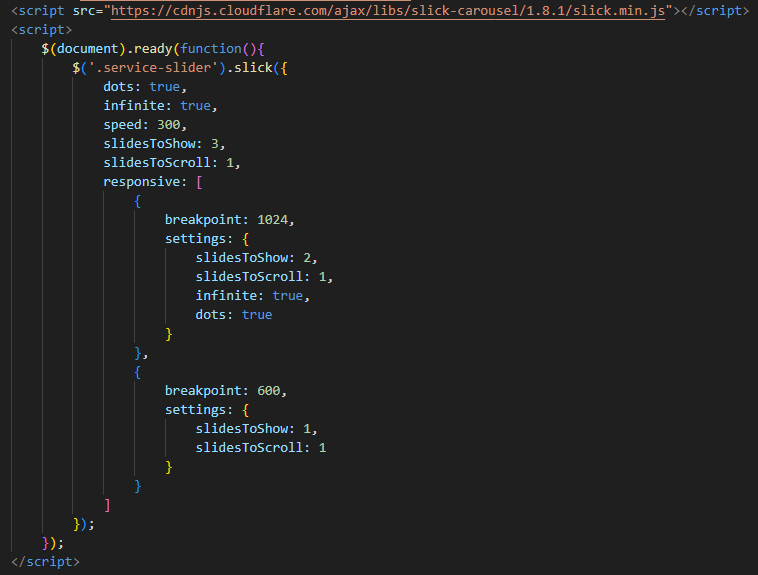 <script src="https://cdnjs.cloudflare.com/ajax/libs/slick-carousel/1.8.1/slick.min.js"></script>
<script>
    $(document).ready(function(){
        $('.service-slider').slick({
            dots: true,
            infinite: true,
            speed: 300,
            slidesToShow: 3,
            slidesToScroll: 1,
            responsive: [
                {
                    breakpoint: 1024,
                    settings: {
                        slidesToShow: 2,
                        slidesToScroll: 1,
                        infinite: true,
                        dots: true
                    }
                },
                {
                    breakpoint: 600,
                    settings: {
                        slidesToShow: 1,
                        slidesToScroll: 1
                    }
                }
            ]
        });
    });
</script>